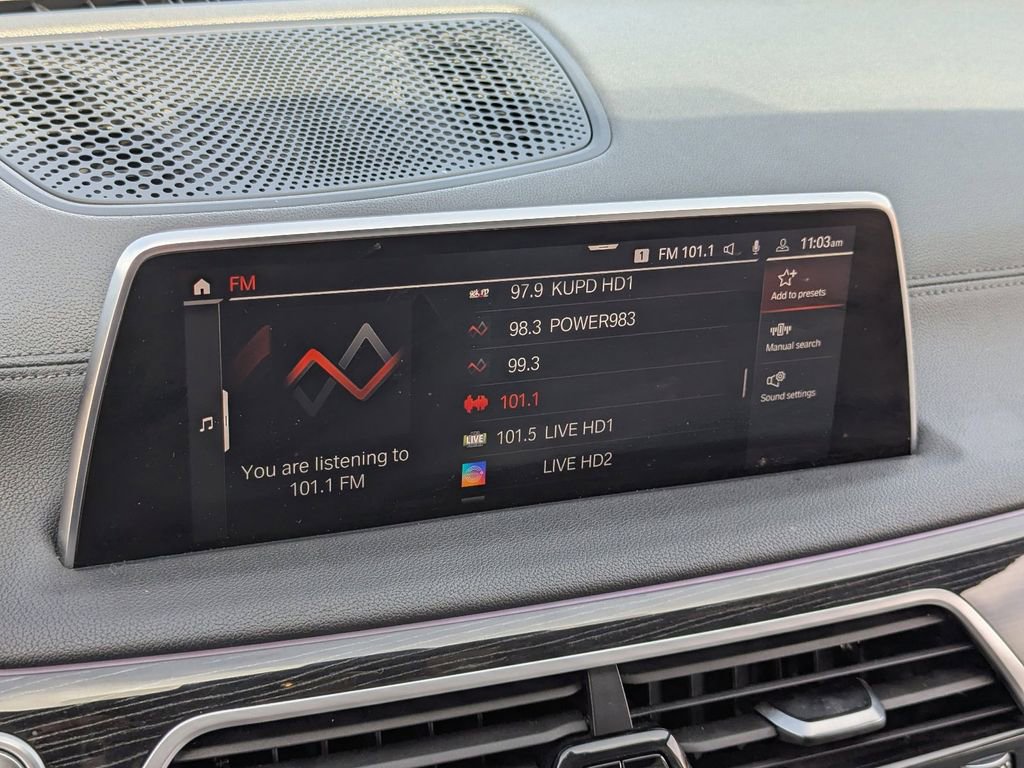 1 FM 101.1 11:03am
FM
97.9 KUPD HD1
98.3 POWER983
99.3
101.1
LIVE 101.5 LIVE HD1
LIVE HD2
You are listening to
101.1 FM
Add to presets
Manual search
Sound settings